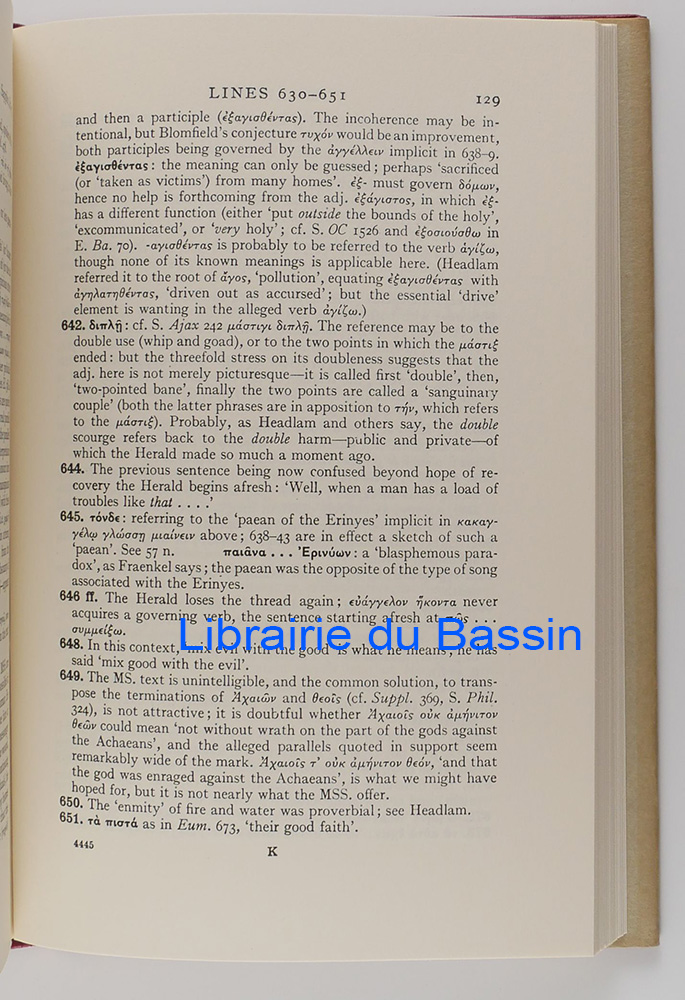 LINES 630–651 129
and then a participle (ἐξαγισθέντας). The incoherence may be in-
tentional, but Blomfield's conjecture τυχόν would be an improvement,
both participles being governed by the ἀγγέλλειν implicit in 638–9.
ἐξαγισθέντας: the meaning can only be guessed; perhaps 'sacrificed
(or 'taken as victims') from many homes'. ἐξ- must govern δόμων,
hence no help is forthcoming from the adj. ἐξάγιστος, in which ἐξ-
has a different function (either 'put outside the bounds of the holy',
'excommunicated', or 'very holy'; cf. S. OC 1526 and ἐξοσιούσθω in
E. Ba. 70). -αγισθέντας is probably to be referred to the verb ἁγίζω,
though none of its known meanings is applicable here. (Headlam
referred it to the root of ἄγος, 'pollution', equating ἐξαγισθέντας with
ἀγηλατηθέντας, 'driven out as accursed'; but the essential 'drive'
element is wanting in the alleged verb ἀγίζω.)
642. διπλῇ: cf. S. Ajax 242 μάστιγι διπλῇ. The reference may be to the
double use (whip and goad), or to the two points in which the μάστιξ
ended: but the threefold stress on its doubleness suggests that the
adj. here is not merely picturesque—it is called first 'double', then,
'two-pointed bane', finally the two points are called a 'sanguinary
couple' (both the latter phrases are in apposition to τήν, which refers
to the μάστιξ). Probably, as Headlam and others say, the double
scourge refers back to the double harm—public and private—of
which the Herald made so much a moment ago.
644. The previous sentence being now confused beyond hope of re-
covery the Herald begins afresh: 'Well, when a man has a load of
troubles like that . . . .'
645. τόνδε: referring to the 'paean of the Erinyes' implicit in κακαγ-
γέλῳ γλώσσῃ μιαίνειν above; 638–43 are in effect a sketch of such a
'paean'. See 57 n. παιᾶνα . . . Ἐρινύων: a 'blasphemous para-
dox', as Fraenkel says; the paean was the opposite of the type of song
associated with the Erinyes.
646 ff. The Herald loses the thread again; εὐάγγελον ἥκοντα never
acquires a governing verb, the sentence starting afresh at πῶς . . .
συμμείξω.
Librairie du Bassin
648. In this context, 'mix evil with the good' is what he means; he has
said 'mix good with the evil'.
649. The MS. text is unintelligible, and the common solution, to trans-
pose the terminations of Ἀχαιῶν and θεοῖς (cf. Suppl. 369, S. Phil.
324), is not attractive; it is doubtful whether Ἀχαιοῖς οὐκ ἀμήνιτον
θεῶν could mean 'not without wrath on the part of the gods against
the Achaeans', and the alleged parallels quoted in support seem
remarkably wide of the mark. Ἀχαιοῖς τ' οὐκ ἀμήνιτον θεόν, 'and that
the god was enraged against the Achaeans', is what we might have
hoped for, but it is not nearly what the MSS. offer.
650. The 'enmity' of fire and water was proverbial; see Headlam.
651. τὰ πιστά as in Eum. 673, 'their good faith'.
4445 K